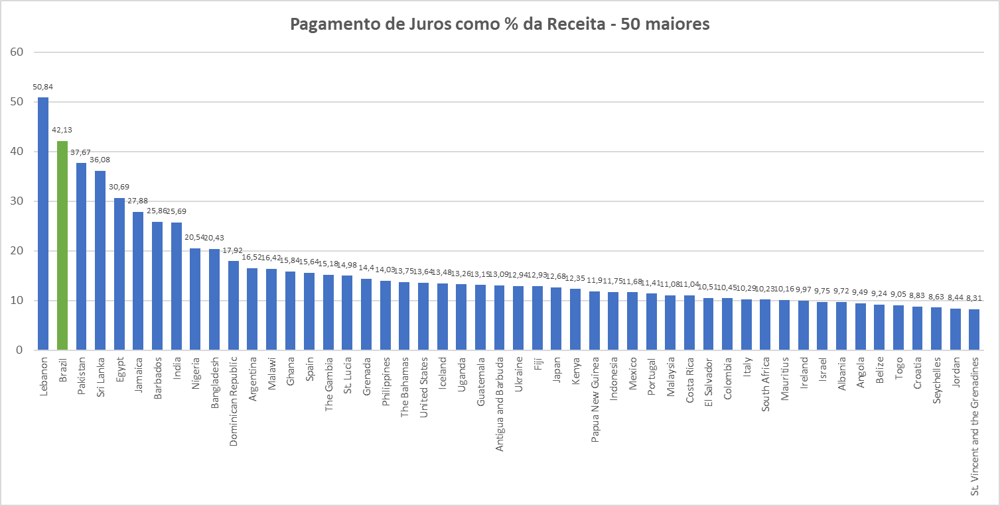 Pagamento de Juros como % da Receita - 50 maiores
60
50
40
30
20
10
0
50,84
42,13
37,67
36,08
30,69
27,88
25,86
25,69
20,54
20,43
17,92
16,52
16,42
15,84
15,64
15,18
14,98
14,4
14,03
13,75
13,64
13,48
13,26
13,15
13,09
12,94
12,93
12,68
12,35
11,9
11,75
11,68
11,41
11,08
11,04
10,51
10,45
10,29
10,23
10,16
9,97
9,75
9,72
9,49
9,24
9,05
8,83
8,63
8,44
8,31
Lebanon
Brazil
Pakistan
Sri Lanka
Egypt
Jamaica
Barbados
India
Nigeria
Bangladesh
Dominican Republic
Argentina
Malawi
Ghana
Spain
The Gambia
St. Lucia
Grenada
Philippines
The Bahamas
United States
Iceland
Uganda
Guatemala
Antigua and Barbuda
Ukraine
Fiji
Japan
Kenya
Papua New Guinea
Indonesia
Mexico
Portugal
Malaysia
Costa Rica
El Salvador
Colombia
Italy
South Africa
Mauritius
Ireland
Israel
Albania
Angola
Belize
Togo
Croatia
Seychelles
Jordan
St. Vincent and the Grenadines